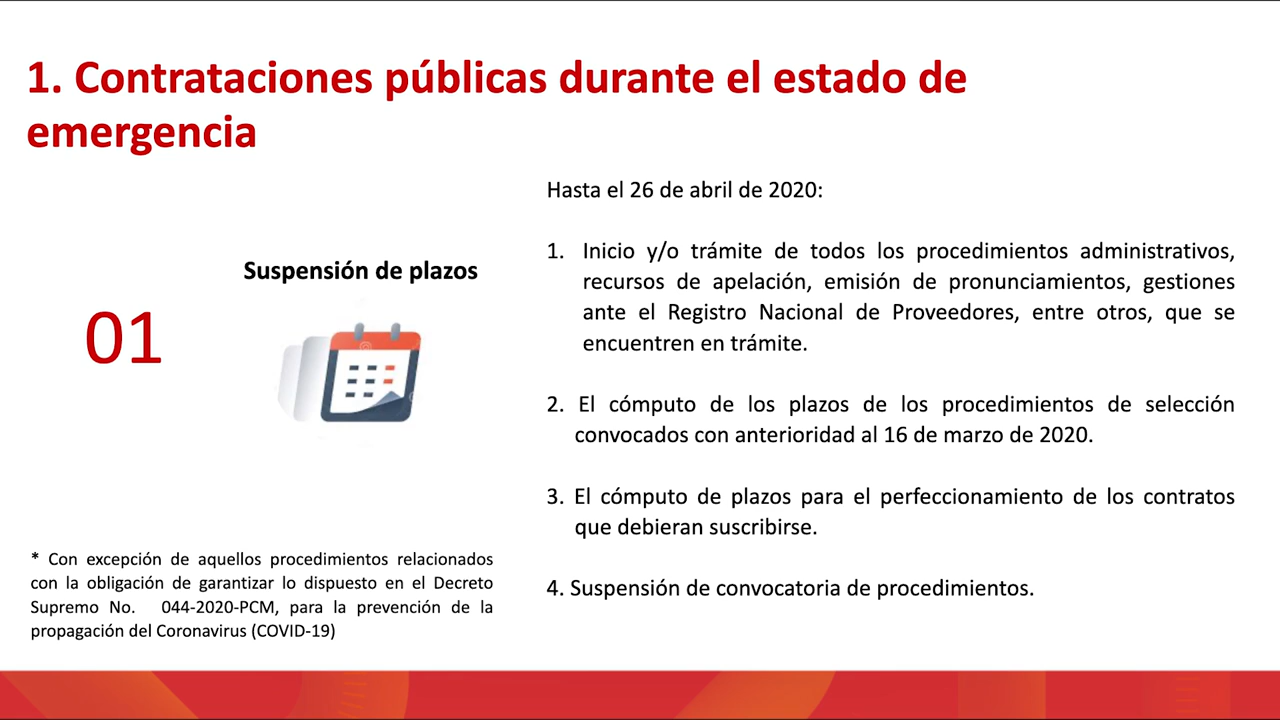 1. Contrataciones públicas durante el estado de
emergencia
Hasta el 26 de abril de 2020:
Suspensión de plazos
01
1. Inicio y/o trámite de todos los procedimientos administrativos,
recursos de apelación, emisión de pronunciamientos, gestiones
ante el Registro Nacional de Proveedores, entre otros, que se
encuentren en trámite.
2. El cómputo de los plazos de los procedimientos de selección
convocados con anterioridad al 16 de marzo de 2020.
3. El cómputo de plazos para el perfeccionamiento de los contratos
que debieran suscribirse.
4. Suspensión de convocatoria de procedimientos.
* Con excepción de aquellos procedimientos relacionados
con la obligación de garantizar lo dispuesto en el Decreto
Supremo No. 044-2020-PCM, para la prevención de la
propagación del Coronavirus (COVID-19)